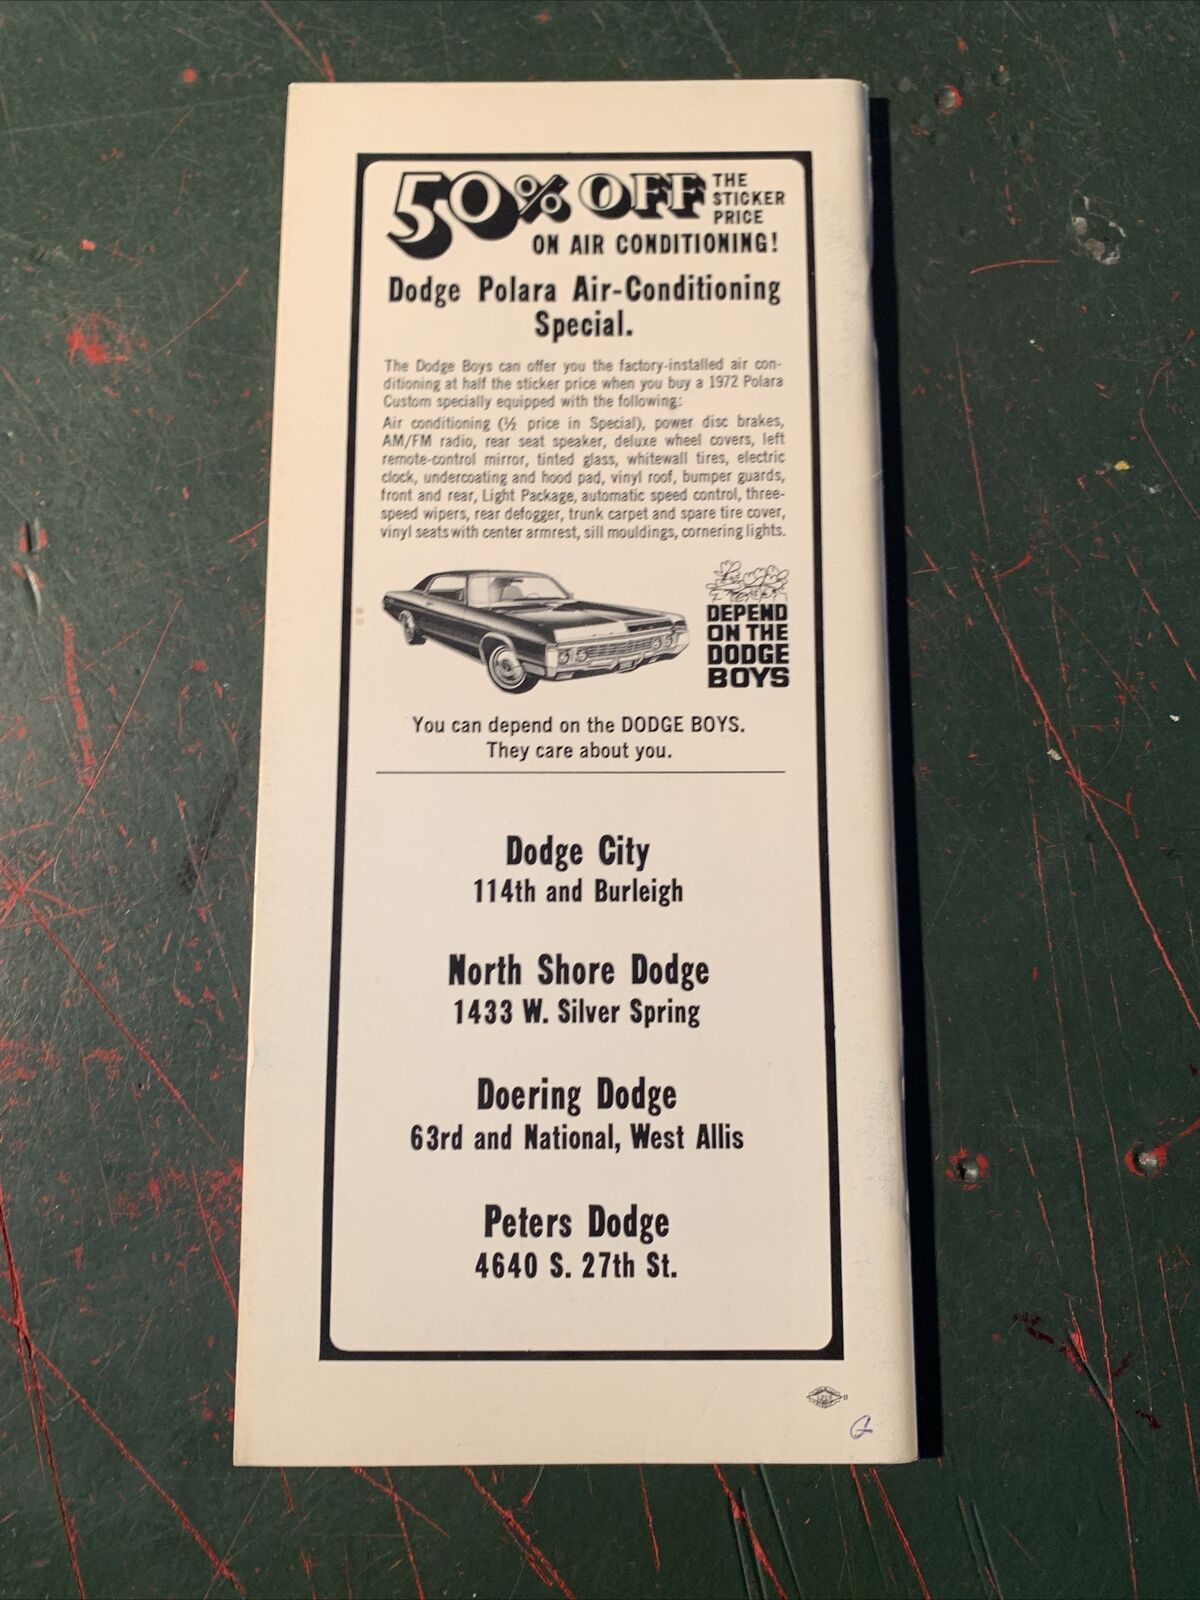 50% OFF THE
STICKER
PRICE
ON AIR CONDITIONING!
Dodge Polara Air-Conditioning
Special.
The Dodge Boys can offer you the factory-installed air con-
ditioning at half the sticker price when you buy a 1972 Polara
Custom specially equipped with the following:
Air conditioning (½ price in Special), power disc brakes,
AM/FM radio, rear seat speaker, deluxe wheel covers, left
remote-control mirror, tinted glass, whitewall tires, electric
clock, undercoating and hood pad, vinyl roof, bumper guards,
front and rear, Light Package, automatic speed control, three-
speed wipers, rear defogger, trunk carpet and spare tire cover,
vinyl seats with center armrest, sill mouldings, cornering lights.
DEPEND
ON THE
DODGE
BOYS
You can depend on the DODGE BOYS.
They care about you.
Dodge City
114th and Burleigh
North Shore Dodge
1433 W. Silver Spring
Doering Dodge
63rd and National, West Allis
Peters Dodge
4640 S. 27th St.